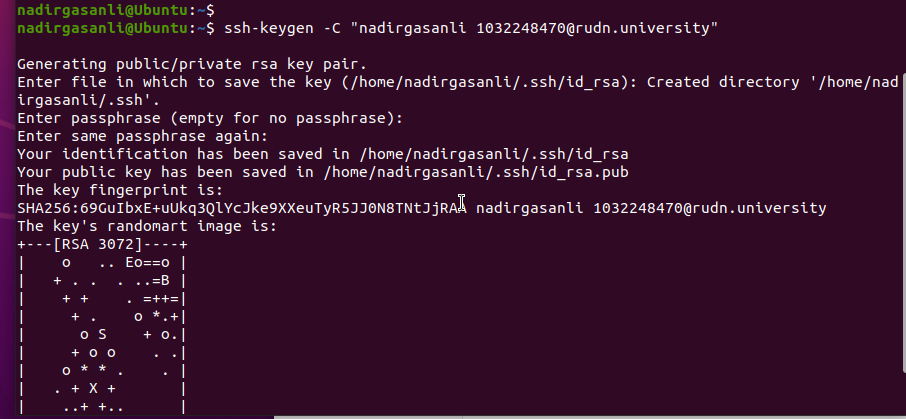 nadirgasanli@Ubuntu:~$
nadirgasanli@Ubuntu:~$ ssh-keygen -C "nadirgasanli 1032248470@rudn.university"
Generating public/private rsa key pair.
Enter file in which to save the key (/home/nadirgasanli/.ssh/id_rsa): Created directory '/home/nad
irgasanli/.ssh'.
Enter passphrase (empty for no passphrase):
Enter same passphrase again:
Your identification has been saved in /home/nadirgasanli/.ssh/id_rsa
Your public key has been saved in /home/nadirgasanli/.ssh/id_rsa.pub
The key fingerprint is:
SHA256:69GuIbxE+uUkq3QlYcJke9XXeuTyR5JJ0N8TNtJjRAA nadirgasanli 1032248470@rudn.university
The key's randomart image is:
+---[RSA 3072]----+
|     o   .. Eo==o |
|    + . .  . ..=B |
|     + +    . =++=|
|      + .    o *.+|
|       o S    + o.|
|      + o o    . .|
|     o * * .    . |
|    . + X +       |
|     ..+ +..      |